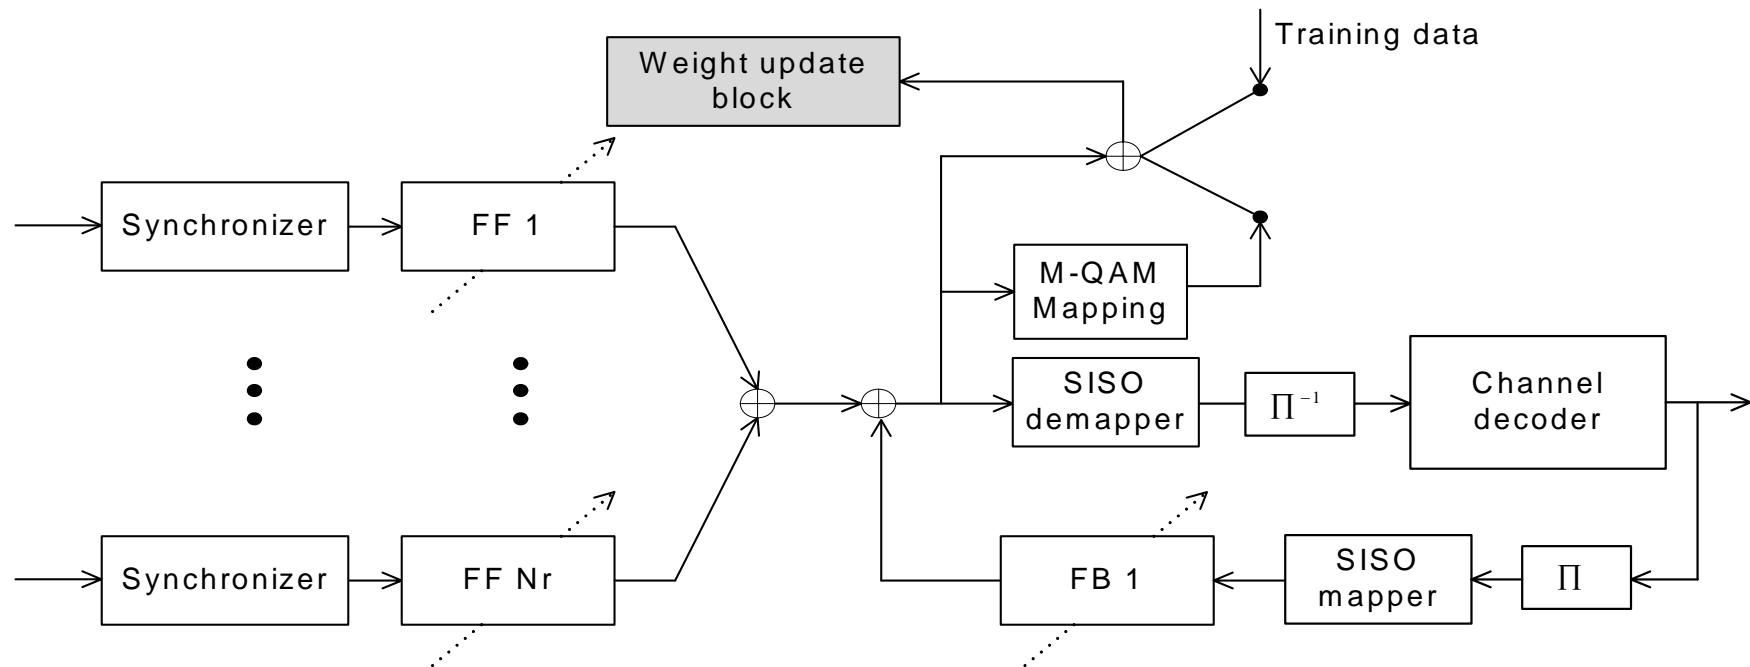 Training data
Weight update
block
Synchronizer
FF 1
M-QAM
Mapping
SISO
demapper
Π⁻¹
Channel
decoder
Synchronizer
FF Nr
FB 1
SISO
mapper
Π